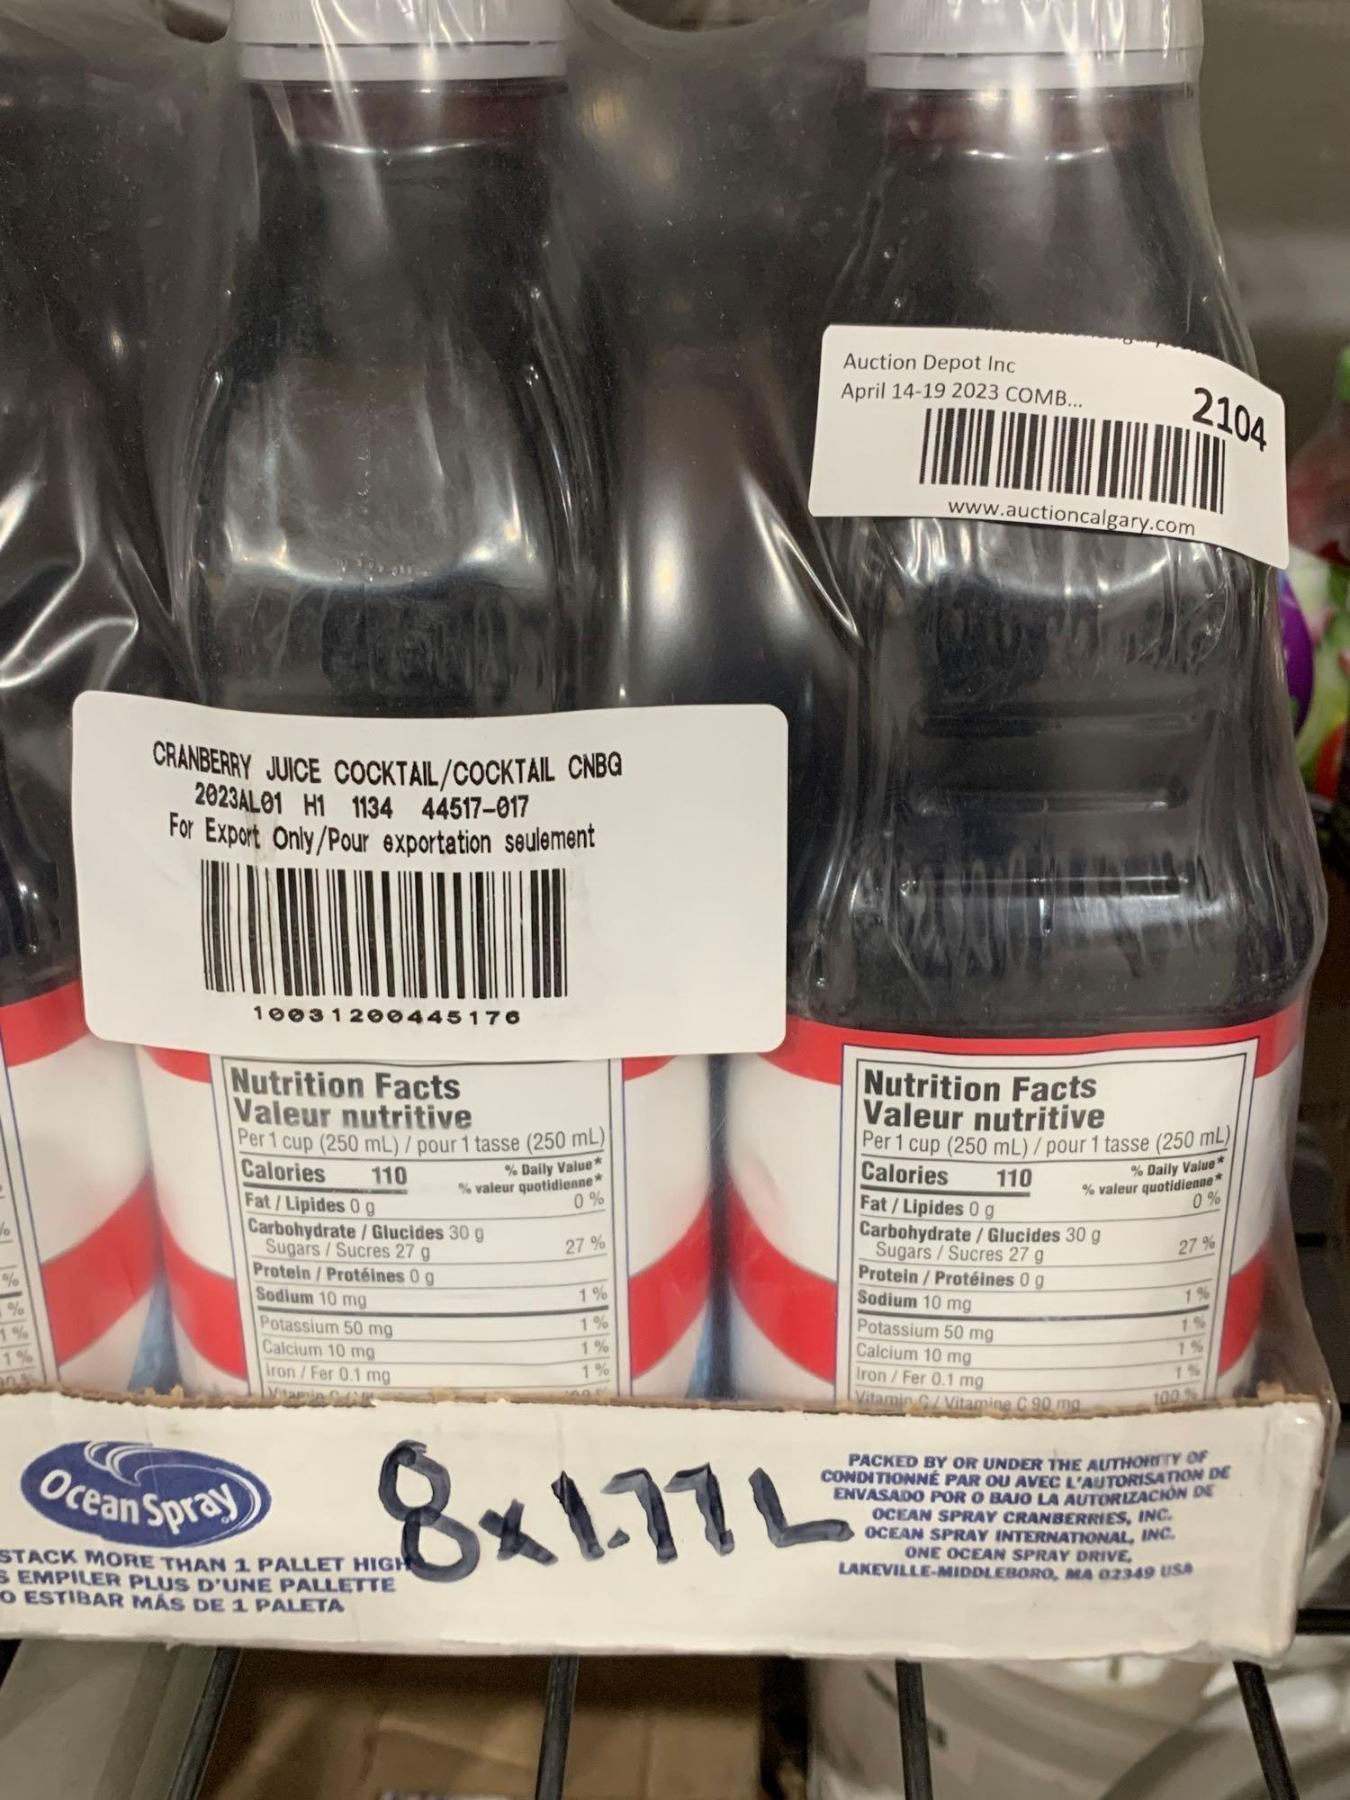 Auction Depot Inc
April 14-19 2023 COMB...
2104
www.auctioncalgary.com
CRANBERRY JUICE COCKTAIL/COCKTAIL CNBG
2023AL01 H1 1134 44517-017
For Export Only/Pour exportation seulement
10031200445176
Nutrition Facts
Valeur nutritive
Per 1 cup (250 mL) / pour 1 tasse (250 mL)
Calories 110
% Daily Value*
% valeur quotidienne*
Fat / Lipides 0 g 0 %
Carbohydrate / Glucides 30 g
Sugars / Sucres 27 g 27 %
Protein / Protéines 0 g
Sodium 10 mg 1 %
Potassium 50 mg 1 %
Calcium 10 mg 1 %
Iron / Fer 0.1 mg 1 %
Nutrition Facts
Valeur nutritive
Per 1 cup (250 mL) / pour 1 tasse (250 mL)
Calories 110
% Daily Value*
% valeur quotidienne*
Fat / Lipides 0 g 0 %
Carbohydrate / Glucides 30 g
Sugars / Sucres 27 g 27 %
Protein / Protéines 0 g
Sodium 10 mg 1 %
Potassium 50 mg 1 %
Calcium 10 mg 1 %
Iron / Fer 0.1 mg 1 %
Vitamin C / Vitamine C 90 mg 100 %
Ocean Spray
STACK MORE THAN 1 PALLET HIGH
EMPILER PLUS D'UNE PALLETTE
O ESTIBAR MÁS DE 1 PALETA
8x1.77L
PACKED BY OR UNDER THE AUTHORITY OF
CONDITIONNÉ PAR OU AVEC L'AUTORISATION DE
ENVASADO POR O BAJO LA AUTORIZACIÓN DE
OCEAN SPRAY CRANBERRIES, INC.
OCEAN SPRAY INTERNATIONAL, INC.
ONE OCEAN SPRAY DRIVE,
LAKEVILLE-MIDDLEBORO, MA 02349 USA